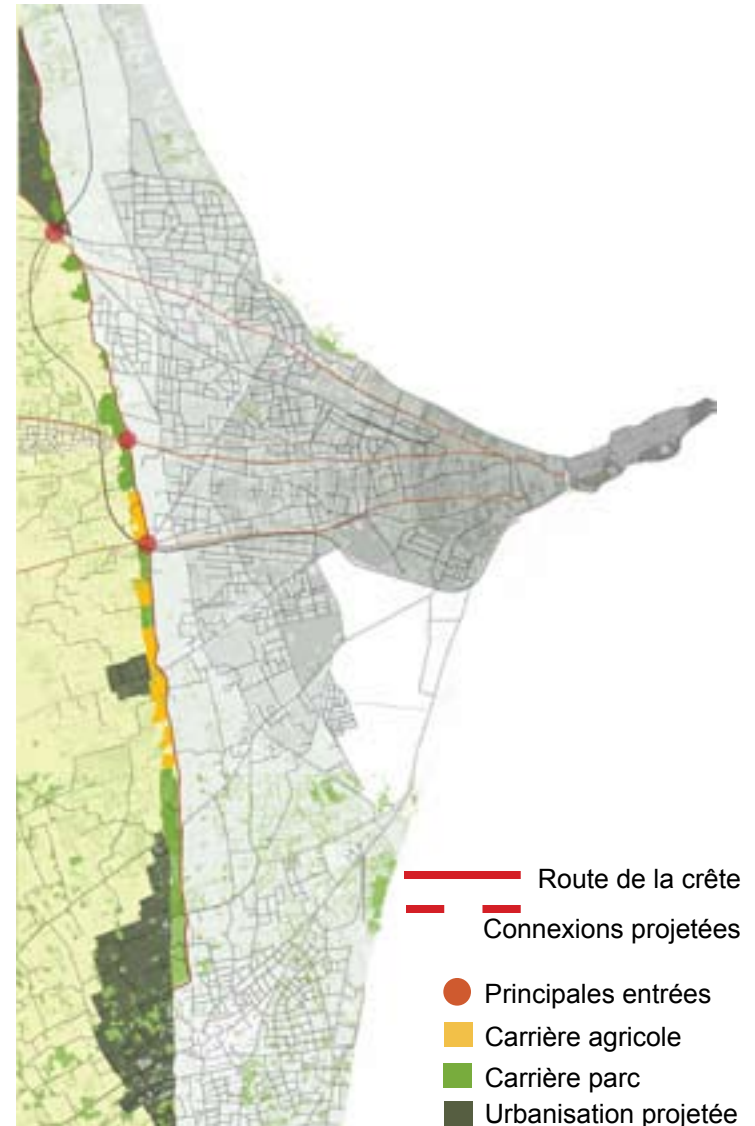 Route de la crête
Connexions projetées
Principales entrées
Carrière agricole
Carrière parc
Urbanisation projetée